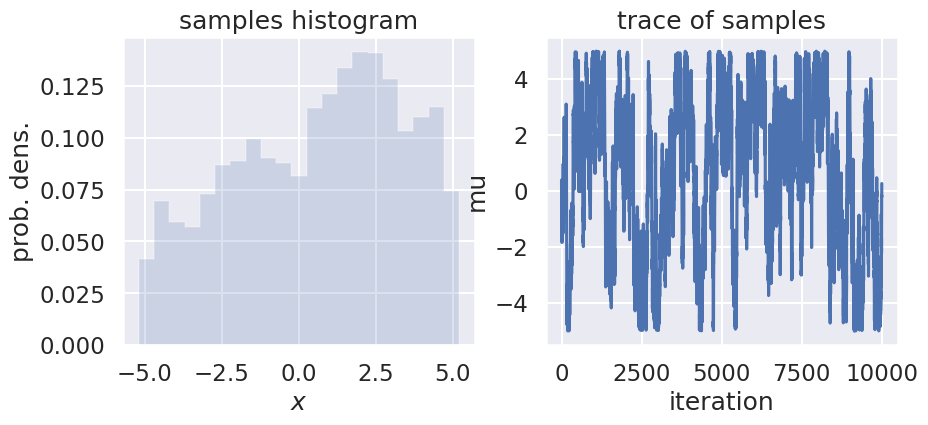 samples histogram
prob. dens.
0.125
0.100
0.075
0.050
0.025
0.000
−5.0 −2.5 0.0 2.5 5.0
x
trace of samples
mu
4
2
0
−2
−4
0 2500 5000 7500 10000
iteration